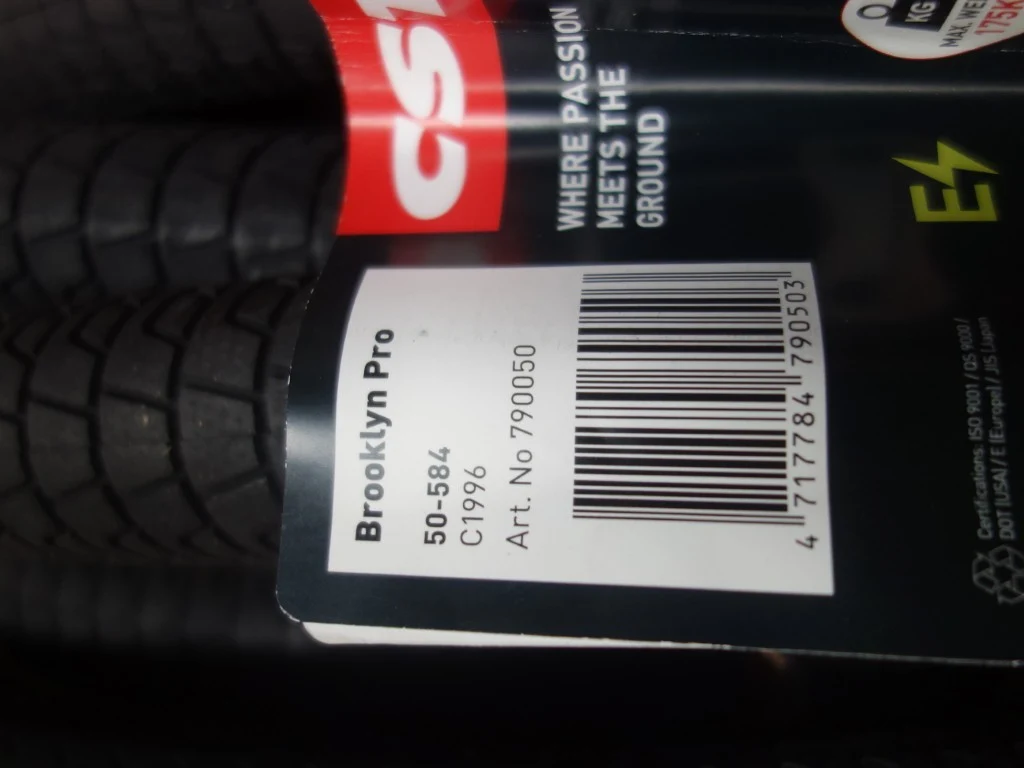 CST
WHERE PASSION
MEETS THE
GROUND
KG
MAX. WE
175K
E
Brooklyn Pro
50-584
C1996
Art. No 790050
4 717784 790503
Certifications: ISO 9001 / QS 9000 /
DOT (USA) / E (Europe) / JIS (Japan